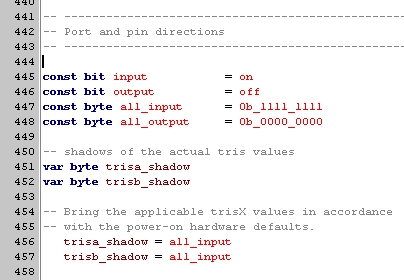 440
441 -- ------------------------------------------------
442 -- Port and pin directions
443 -- ------------------------------------------------
444
445 const bit input = on
446 const bit output = off
447 const byte all_input = 0b_1111_1111
448 const byte all_output = 0b_0000_0000
449
450 -- shadows of the actual tris values
451 var byte trisa_shadow
452 var byte trisb_shadow
453
454 -- Bring the applicable trisX values in accordance
455 -- with the power-on hardware defaults.
456 trisa_shadow = all_input
457 trisb_shadow = all_input
458